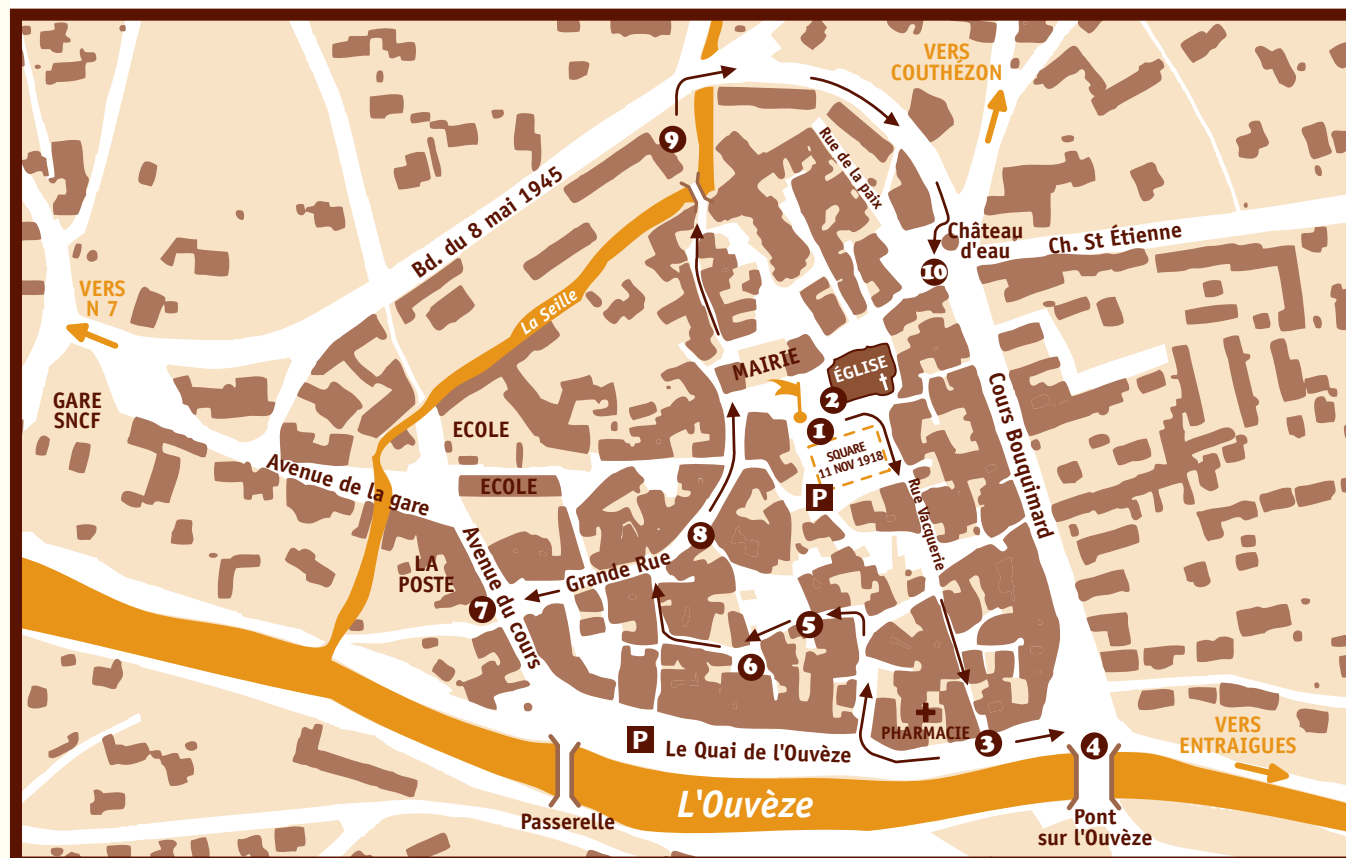 VERS
COUTHÉZON
9
Rue de la paix
Bd. du 8 mai 1945
Château
d'eau
Ch. St Étienne
10
VERS
N 7
La Seille
MAIRIE
ÉGLISE
2
1
GARE
SNCF
ECOLE
SQUARE
11 NOV 1918
Cours Bouquimard
Avenue de la gare
ECOLE
P
Rue Vacquerie
8
LA
POSTE
Avenue du cours
Grande Rue
7
5
6
PHARMACIE
3
4
VERS
ENTRAIGUES
P
Le Quai de l'Ouvèze
L'Ouvèze
Passerelle
Pont
sur l'Ouvèze